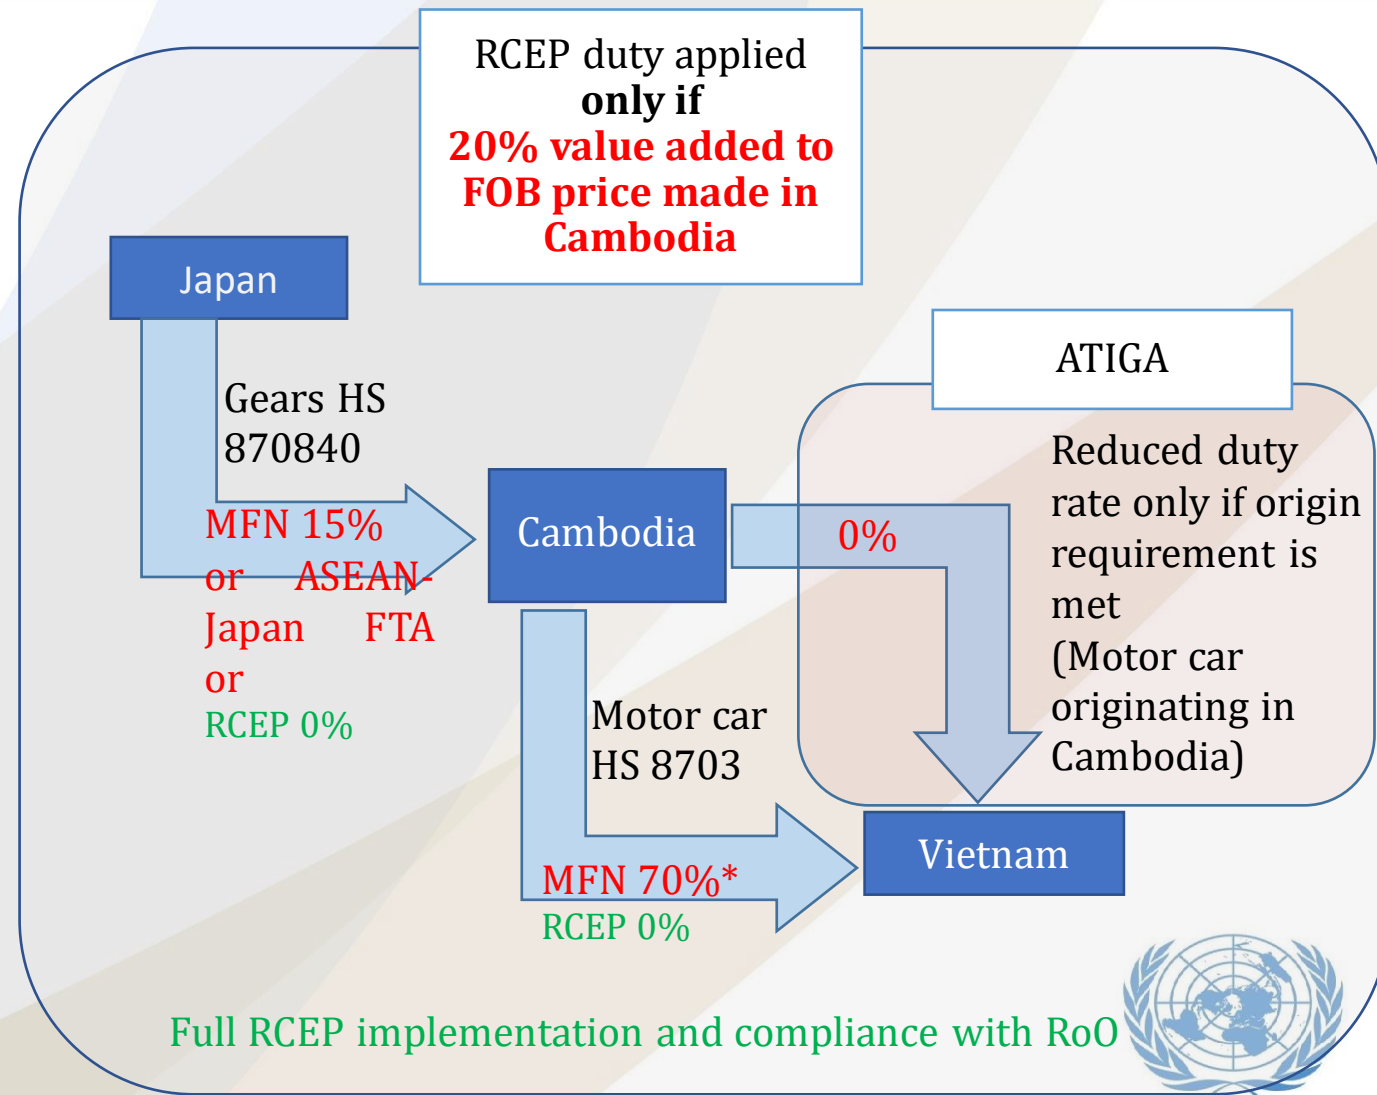 RCEP duty applied
only if
20% value added to
FOB price made in
Cambodia
Japan
Gears HS
870840
MFN 15%
or ASEAN-
Japan FTA
or
RCEP 0%
Cambodia
0%
ATIGA
Reduced duty
rate only if origin
requirement is
met
(Motor car
originating in
Cambodia)
Motor car
HS 8703
MFN 70%*
RCEP 0%
Vietnam
Full RCEP implementation and compliance with RoO